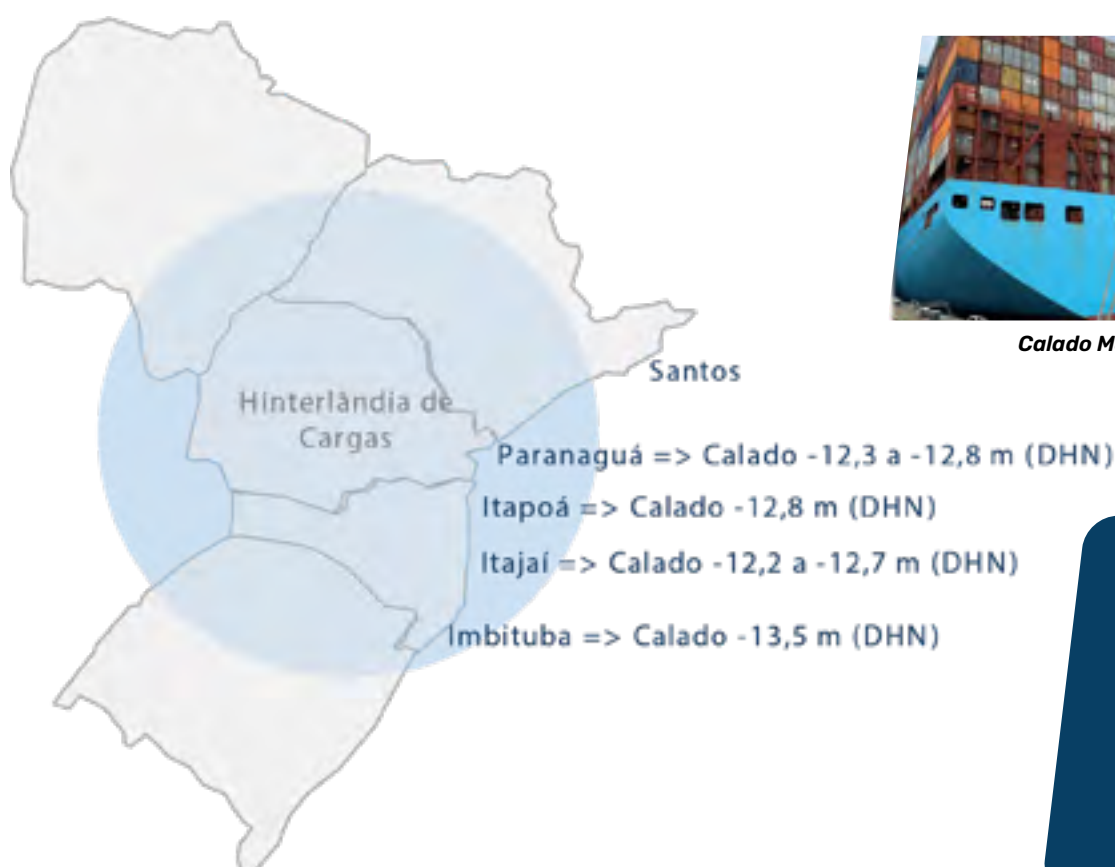 Calado M
Santos
Hinterlândia de
Cargas
Paranaguá => Calado -12,3 a -12,8 m (DHN)
Itapoá => Calado -12,8 m (DHN)
Itajaí => Calado -12,2 a -12,7 m (DHN)
Imbituba => Calado -13,5 m (DHN)